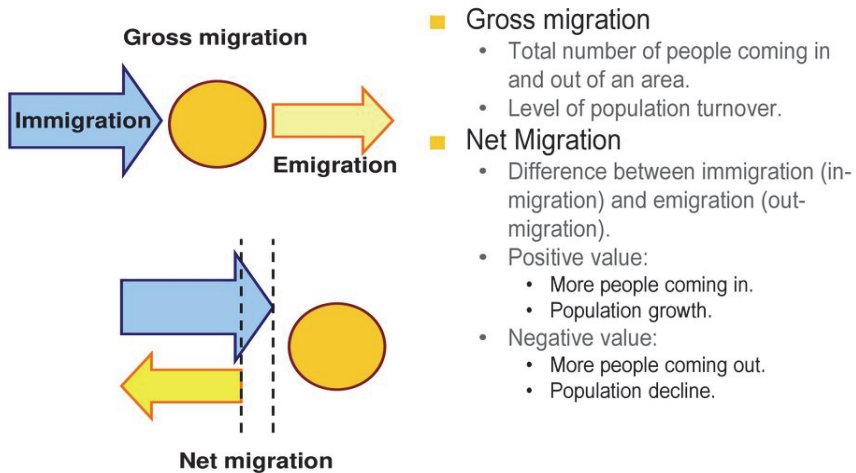 Gross migration
Immigration
Emigration
Net migration
Gross migration
• Total number of people coming in
and out of an area.
• Level of population turnover.
Net Migration
• Difference between immigration (in-
migration) and emigration (out-
migration).
• Positive value:
• More people coming in.
• Population growth.
• Negative value:
• More people coming out.
• Population decline.